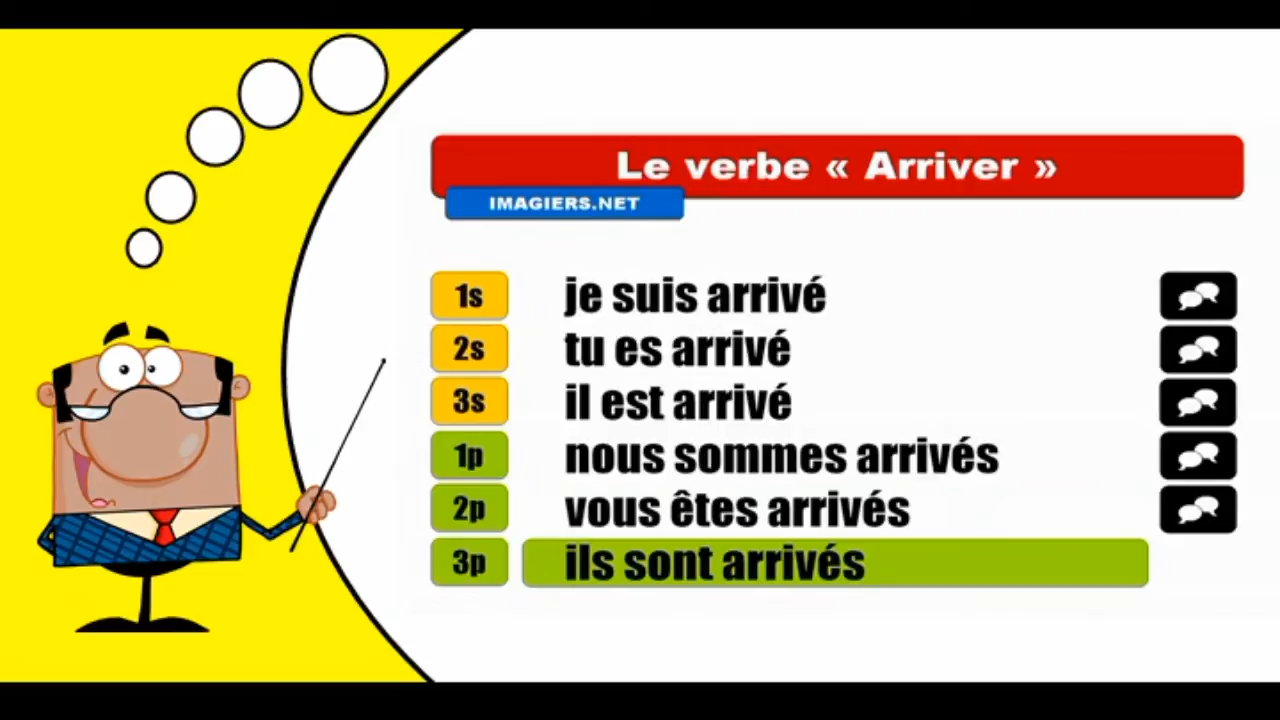 Le verbe « Arriver »
IMAGIERS.NET
1s je suis arrivé
2s tu es arrivé
3s il est arrivé
1p nous sommes arrivés
2p vous êtes arrivés
3p ils sont arrivés